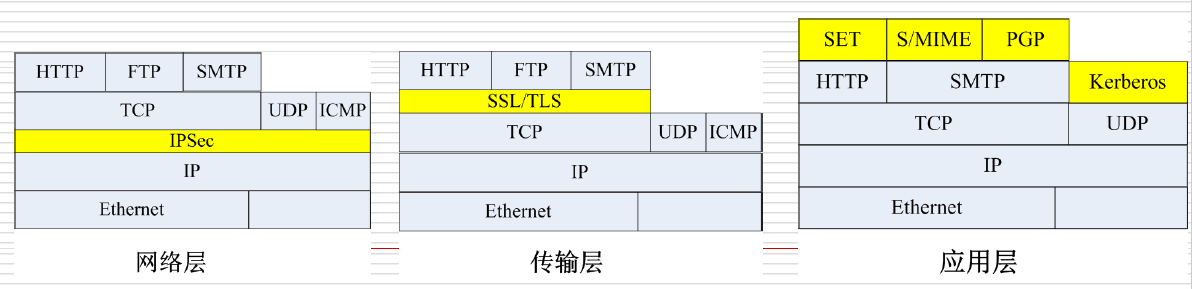 HTTP FTP SMTP
TCP UDP ICMP
IPSec
IP
Ethernet
网络层
HTTP FTP SMTP
SSL/TLS
TCP UDP ICMP
IP
Ethernet
传输层
SET S/MIME PGP
HTTP SMTP Kerberos
TCP UDP
IP
Ethernet
应用层